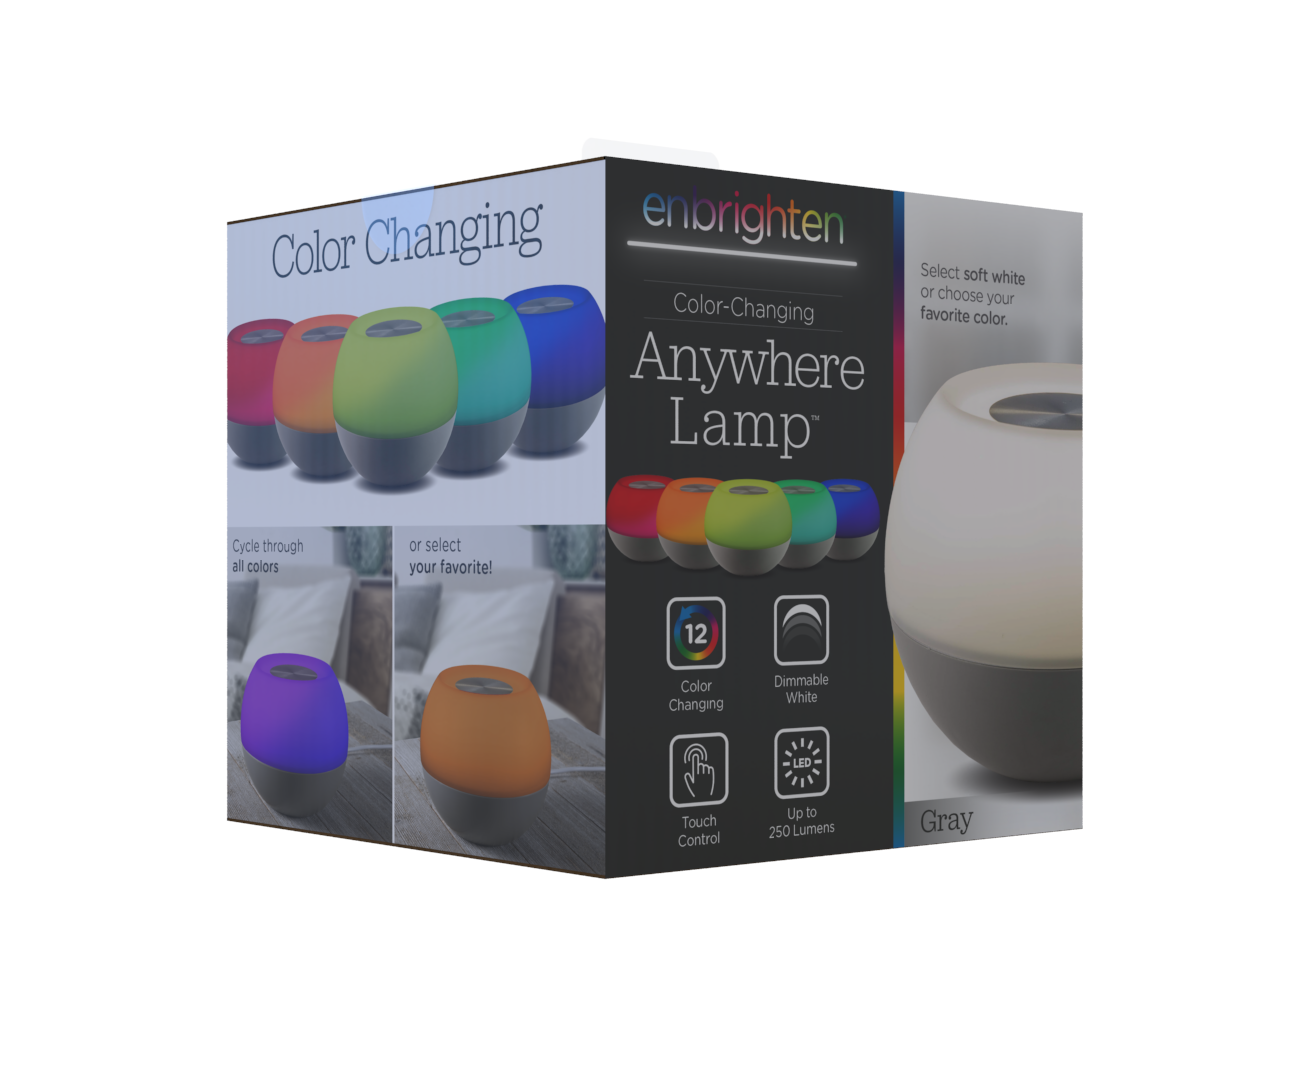 Color Changing
Cycle through
all colors
or select
your favorite!
enbrighten
Color-Changing
Anywhere
Lamp™
12
Color
Changing
Dimmable
White
Touch
Control
LED
Up to
250 Lumens
Select soft white
or choose your
favorite color.
Gray